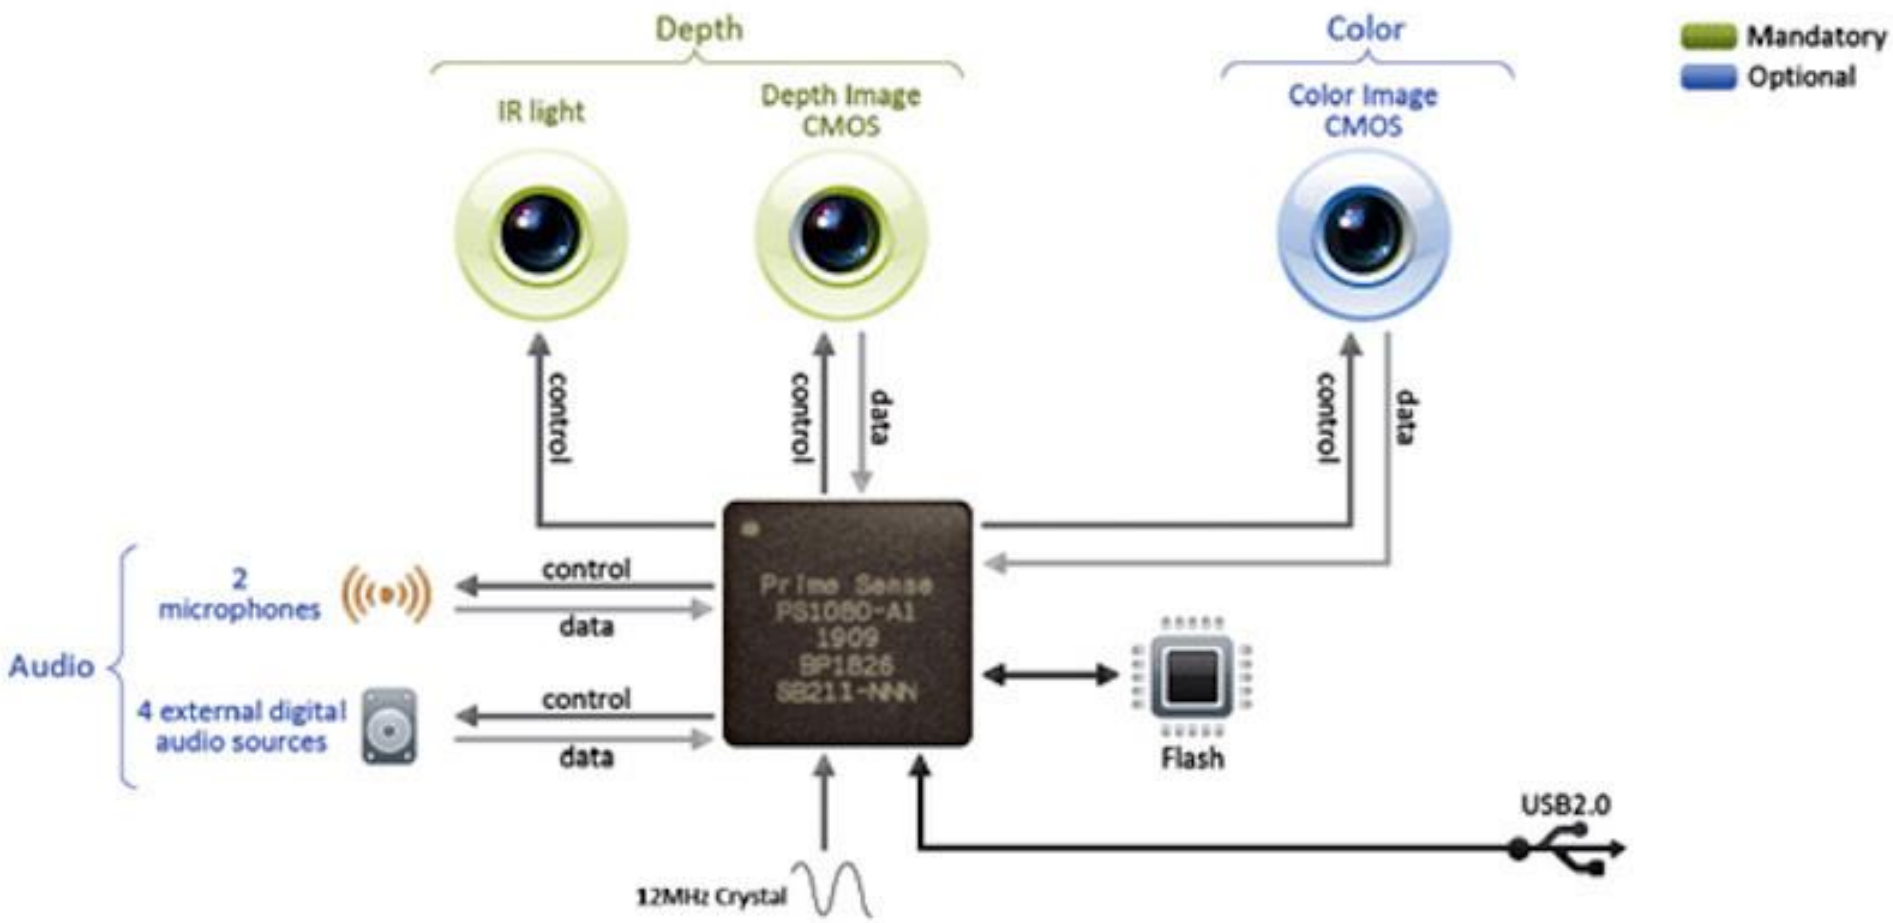 Depth
Color
Mandatory
Optional
IR light
Depth Image
CMOS
Color Image
CMOS
control
control
data
control
data
Audio
2
microphones
control
data
4 external digital
audio sources
control
data
Prime Sense
PS1080-A1
1909
BP1826
SB211-NNN
Flash
USB2.0
12MHz Crystal